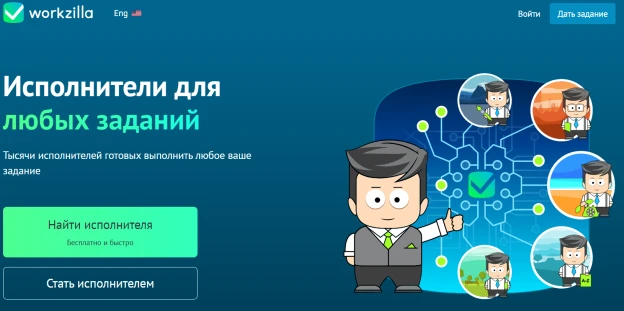 workzilla Eng Войти Дать задание
Исполнители для
любых заданий
Тысячи исполнителей готовых выполнить любое ваше
задание
Найти исполнителя
Бесплатно и быстро
Стать исполнителем
A-Z